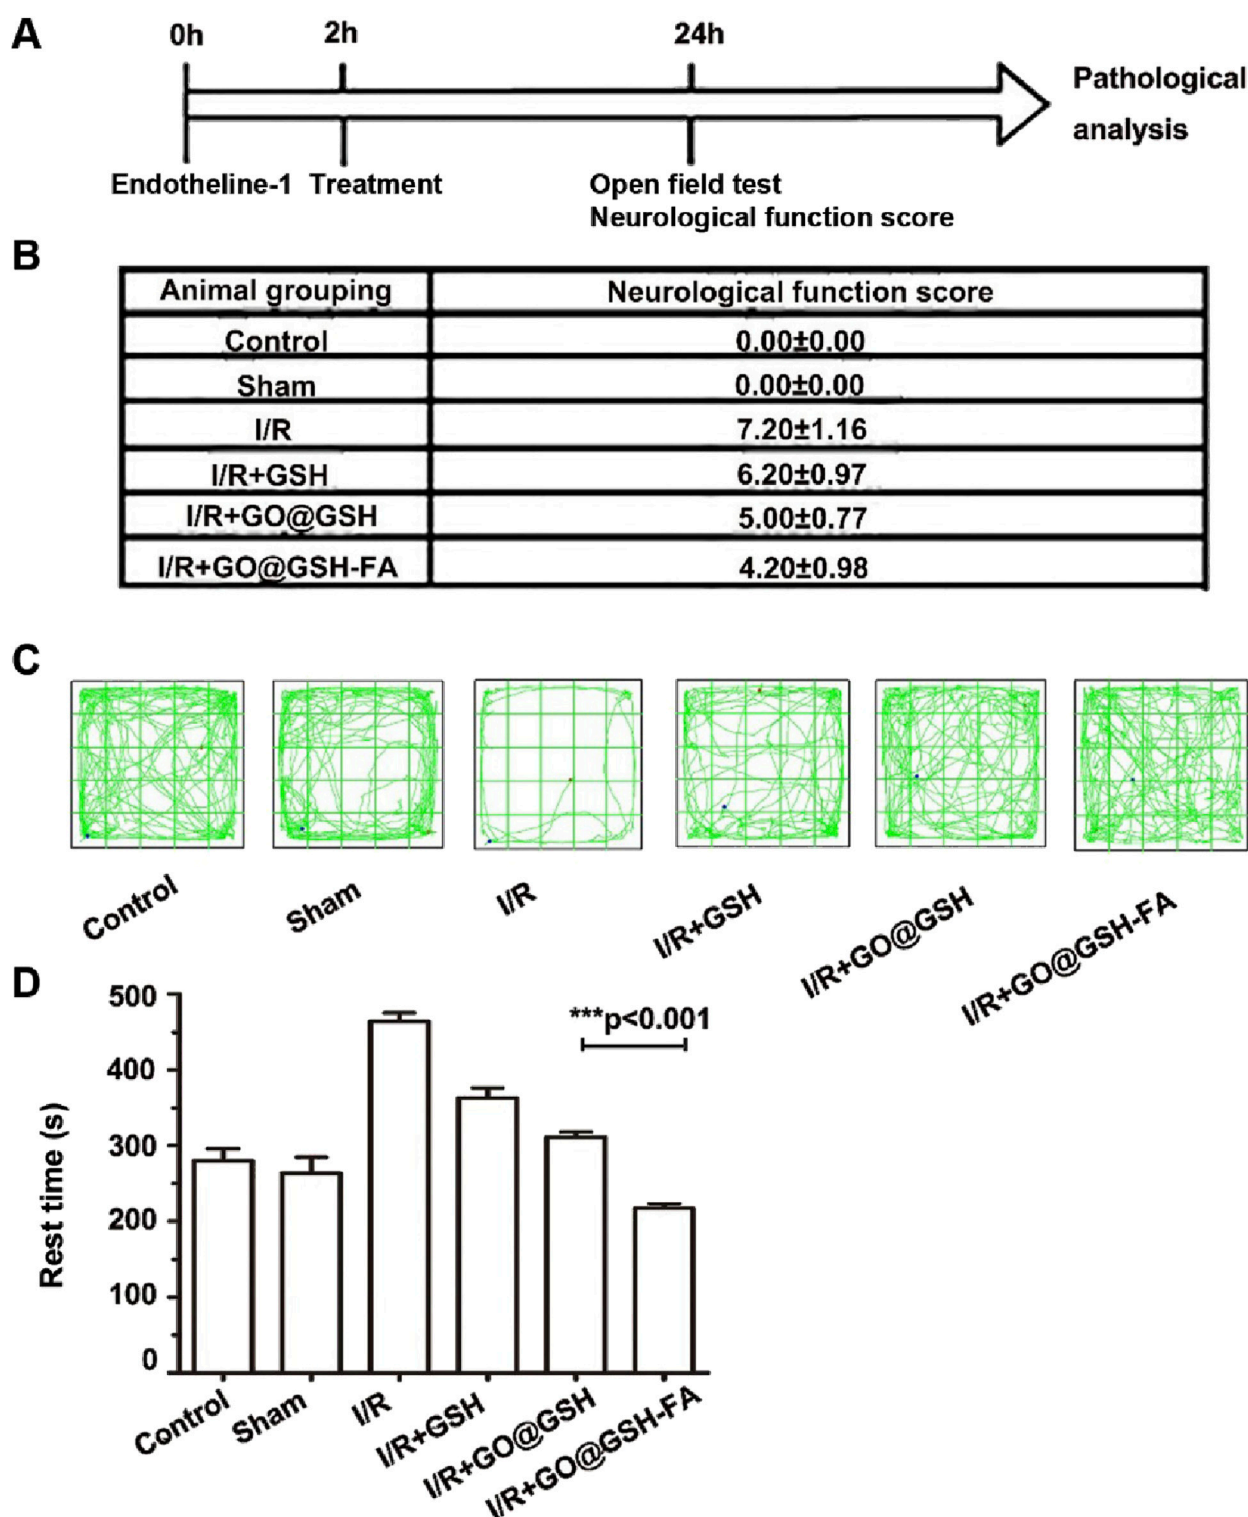 A
0h 2h 24h
Pathological
analysis
Endotheline-1 Treatment Open field test
Neurological function score
B
Animal grouping Neurological function score
Control 0.00±0.00
Sham 0.00±0.00
I/R 7.20±1.16
I/R+GSH 6.20±0.97
I/R+GO@GSH 5.00±0.77
I/R+GO@GSH-FA 4.20±0.98
C
Control Sham I/R I/R+GSH I/R+GO@GSH I/R+GO@GSH-FA
D
Rest time (s)
500
400
300
200
100
0
***p<0.001
Control Sham I/R I/R+GSH I/R+GO@GSH I/R+GO@GSH-FA